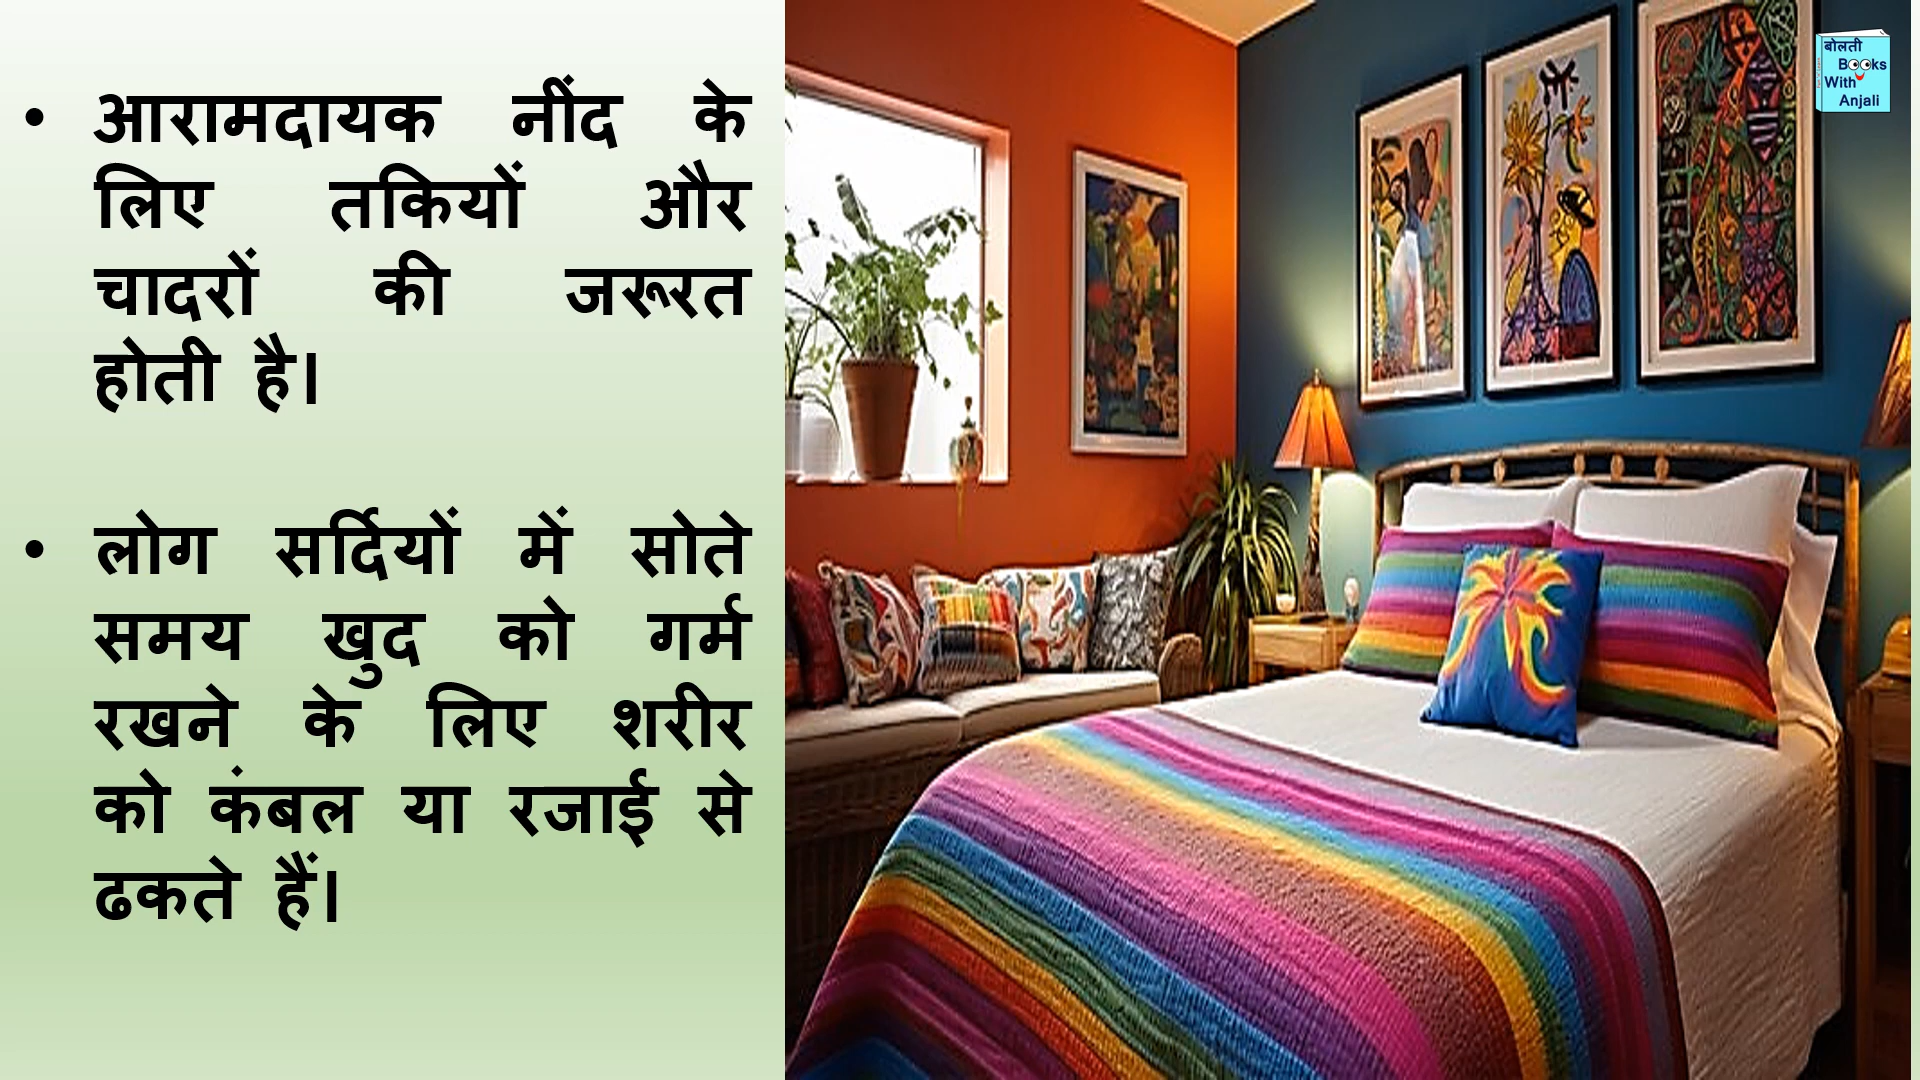 • आरामदायक नींद के
लिए तकियों और
चादरों की जरूरत
होती है।
• लोग सर्दियों में सोते
समय खुद को गर्म
रखने के लिए शरीर
को कंबल या रजाई से
ढकते हैं।
बोलती
Books
With
Anjali